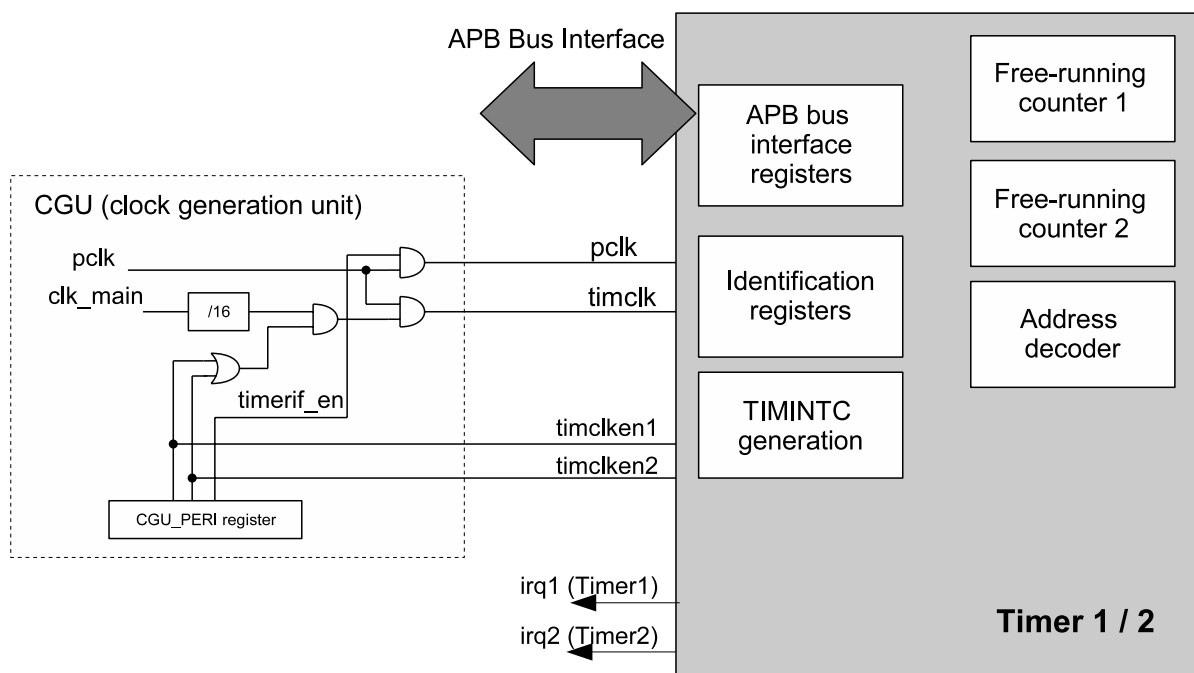 APB Bus Interface
Free-running
counter 1
APB bus
interface
registers
CGU (clock generation unit)
Free-running
counter 2
pclk
pclk
clk_main
/16
timclk
Identification
registers
Address
decoder
timerif_en
TIMINTC
generation
timclken1
timclken2
CGU_PERI register
irq1 (Timer1)
irq2 (Timer2)
Timer 1 / 2